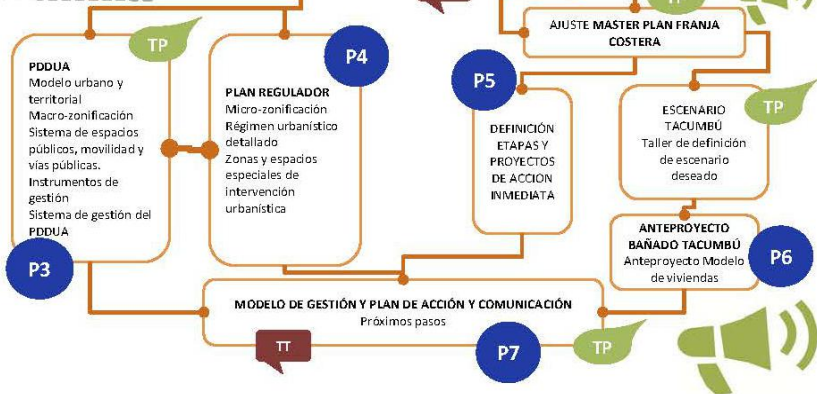 TP
AJUSTE MASTER PLAN FRANJA
COSTERA
TP
PDDUA
Modelo urbano y
territorial
Macro-zonificación
Sistema de espacios
públicos, movilidad y
vías públicas.
Instrumentos de
gestión
Sistema de gestión del
PDDUA
P3
P4
PLAN REGULADOR
Micro-zonificación
Régimen urbanístico
detallado
Zonas y espacios
especiales de
intervención
urbanística
P5
DEFINICIÓN
ETAPAS Y
PROYECTOS
DE ACCION
INMEDIATA
TP
ESCENARIO
TACUMBÚ
Taller de definición
de escenario
deseado
ANTEPROYECTO
BAÑADO TACUMBÚ
Anteproyecto Modelo
de viviendas
P6
MODELO DE GESTIÓN Y PLAN DE ACCIÓN Y COMUNICACIÓN
Próximos pasos
TT
P7
TP